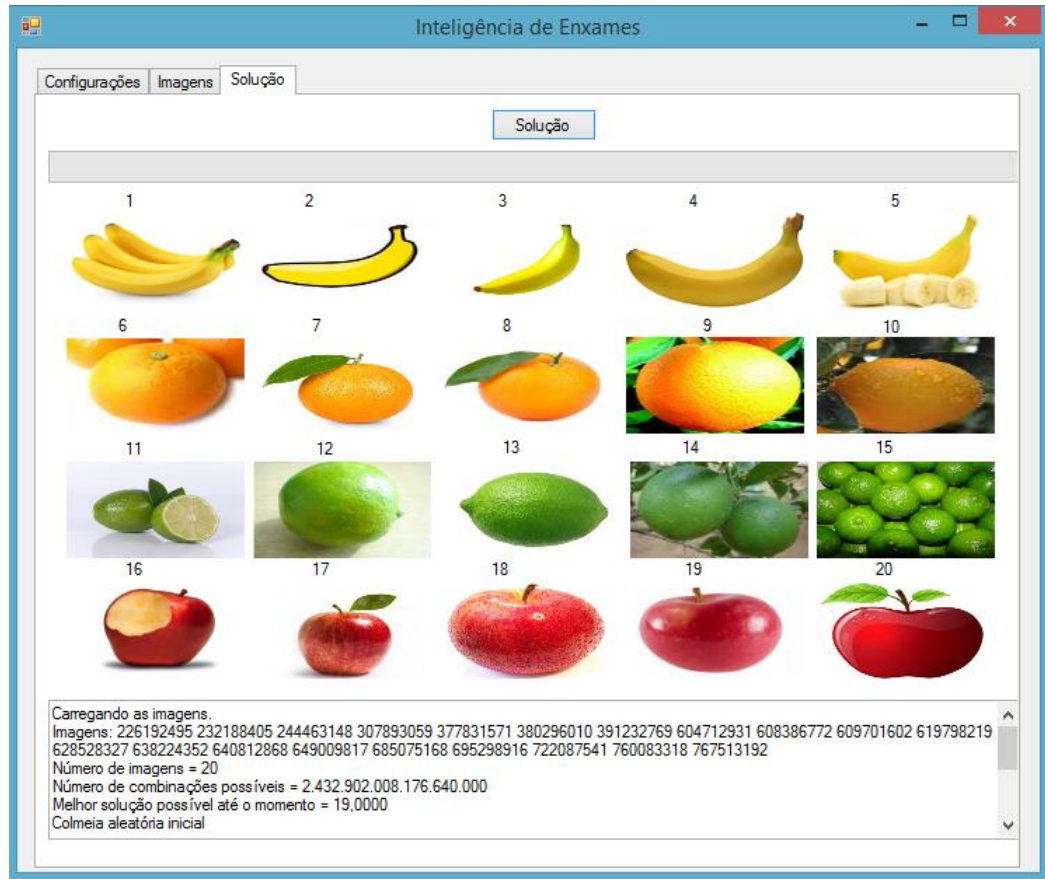 Inteligência de Enxames
Configurações Imagens Solução
Solução
1 2 3 4 5
6 7 8 9 10
11 12 13 14 15
16 17 18 19 20
Carregando as imagens.
Imagens: 226192495 232188405 244463148 307893059 377831571 380296010 391232769 604712931 608386772 609701602 619798219
628528327 638224352 640812868 649009817 685075168 695298916 722087541 760083318 767513192
Número de imagens = 20
Número de combinações possíveis = 2.432.902.008.176.640.000
Melhor solução possível até o momento = 19,0000
Colmeia aleatória inicial